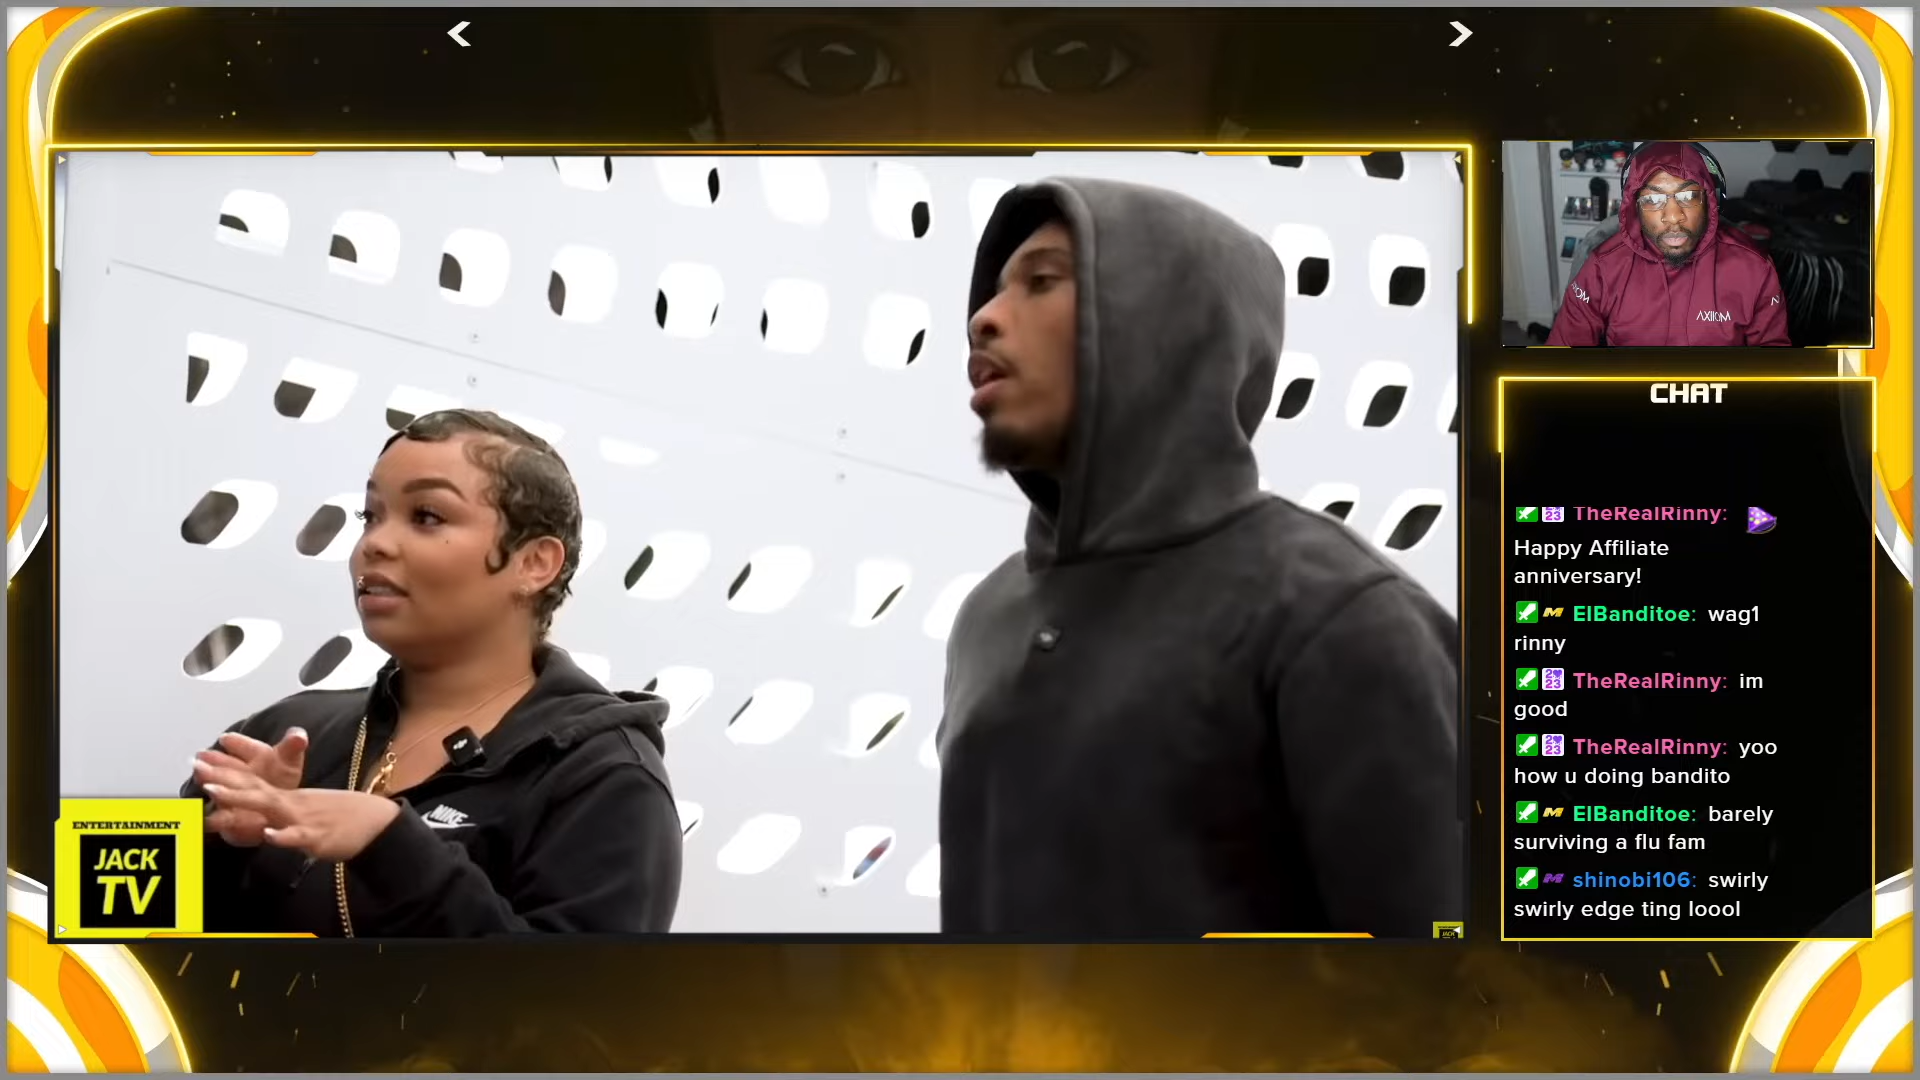 CHAT
TheRealRinny:
Happy Affiliate
anniversary!
ElBanditoe: wag1
rinny
TheRealRinny: im
good
TheRealRinny: yoo
how u doing bandito
ElBanditoe: barely
surviving a flu fam
shinobi106: swirly
swirly edge ting loool
AXIOM
NIKE
ENTERTAINMENT
JACK
TV